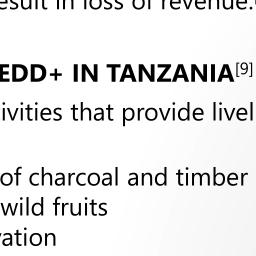 esult in loss of revenue.
EDD+ IN TANZANIA[9]
ivities that provide livel
of charcoal and timber
wild fruits
vation